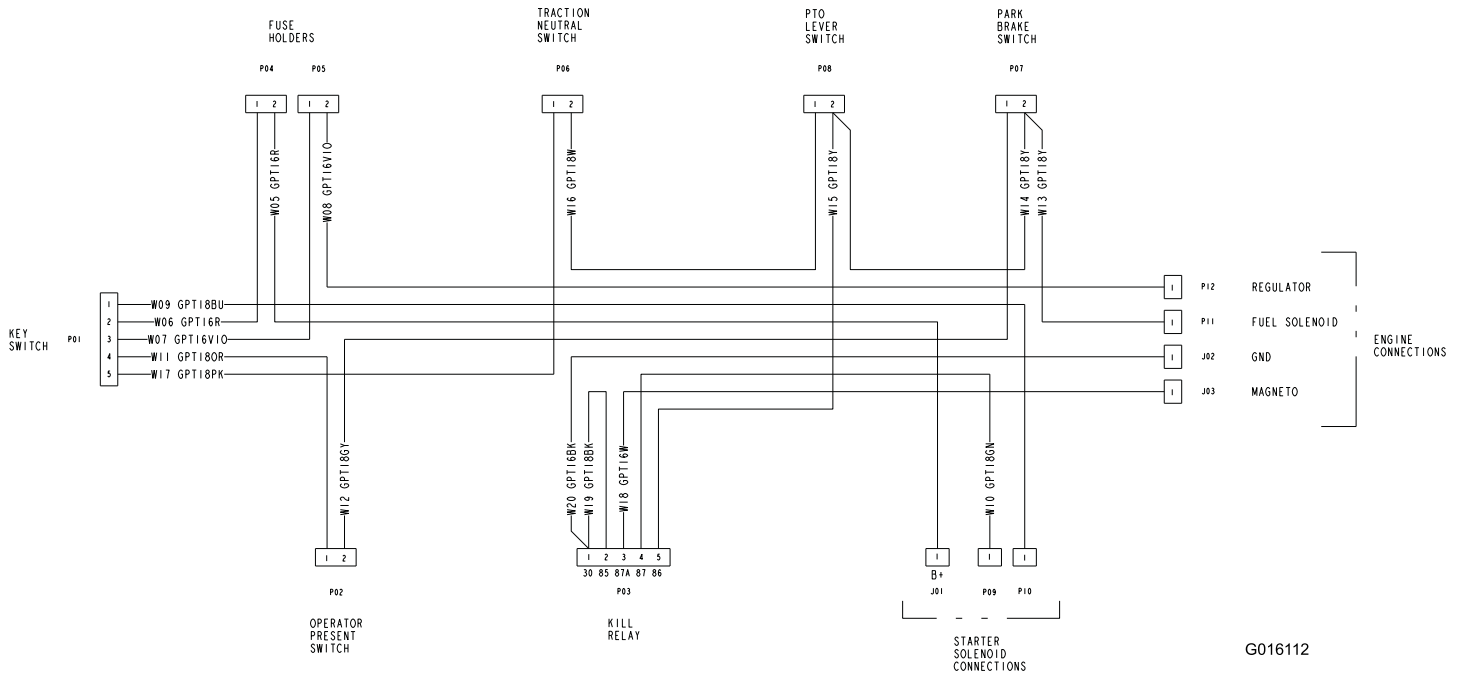 FUSE
HOLDERS
TRACTION
NEUTRAL
SWITCH
PTO
LEVER
SWITCH
PARK
BRAKE
SWITCH
P04
P05
P06
P08
P07
1 2
1 2
1 2
1 2
1 2
W05 GPT16R
W08 GPT16VIO
W16 GPT18W
W15 GPT18Y
W14 GPT18Y
W13 GPT18Y
KEY
SWITCH
P01
1
2
3
4
5
W09 GPT18BU
W06 GPT16R
W07 GPT16VIO
W11 GPT18OR
W17 GPT18PK
1 P12 REGULATOR
1 P11 FUEL SOLENOID
1 J02 GND
1 J03 MAGNETO
ENGINE
CONNECTIONS
W12 GPT18GY
W20 GPT16BK
W19 GPT18BK
W18 GPT16W
W10 GPT18GN
1 2
P02
OPERATOR
PRESENT
SWITCH
1 2 3 4 5
30 85 87A 87 86
P03
KILL
RELAY
1
B+
J01
1
P09
1
P10
STARTER
SOLENOID
CONNECTIONS
G016112